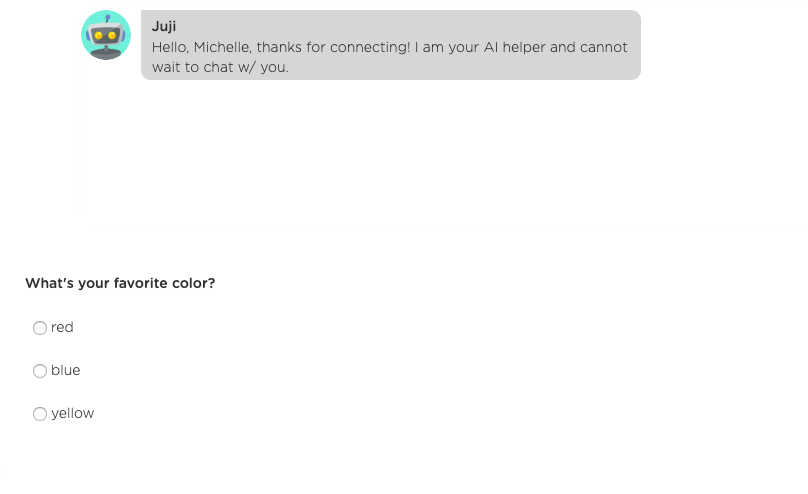 Juji
Hello, Michelle, thanks for connecting! I am your AI helper and cannot
wait to chat w/ you.
What's your favorite color?
red
blue
yellow